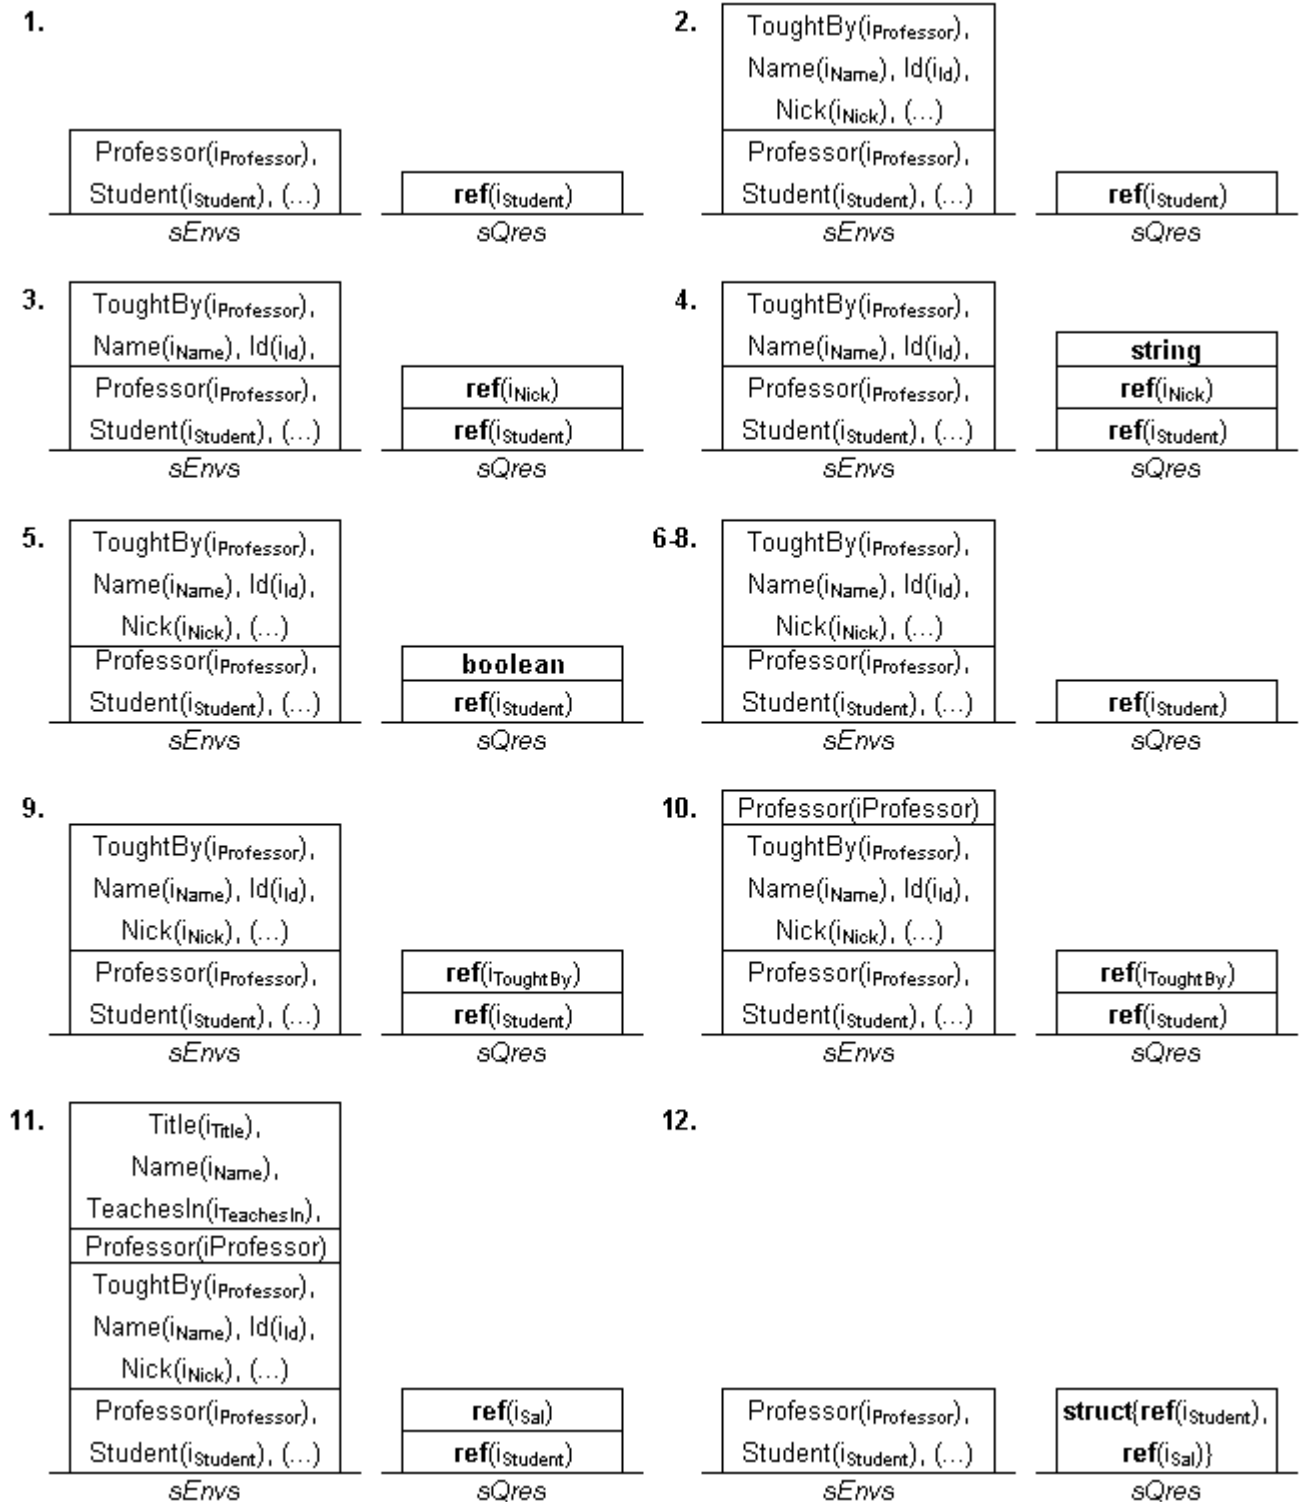 1.
Professor(iProfessor),
Student(iStudent), (...)
sEnvs
ref(iStudent)
sQres
2.
ToughtBy(iProfessor),
Name(iName), Id(iId),
Nick(iNick), (...)
Professor(iProfessor),
Student(iStudent), (...)
sEnvs
ref(iStudent)
sQres
3.
ToughtBy(iProfessor),
Name(iName), Id(iId),
Professor(iProfessor),
Student(iStudent), (...)
sEnvs
ref(iNick)
ref(iStudent)
sQres
4.
ToughtBy(iProfessor),
Name(iName), Id(iId),
Professor(iProfessor),
Student(iStudent), (...)
sEnvs
string
ref(iNick)
ref(iStudent)
sQres
5.
ToughtBy(iProfessor),
Name(iName), Id(iId),
Nick(iNick), (...)
Professor(iProfessor),
Student(iStudent), (...)
sEnvs
boolean
ref(iStudent)
sQres
6-8.
ToughtBy(iProfessor),
Name(iName), Id(iId),
Nick(iNick), (...)
Professor(iProfessor),
Student(iStudent), (...)
sEnvs
ref(iStudent)
sQres
9.
ToughtBy(iProfessor),
Name(iName), Id(iId),
Nick(iNick), (...)
Professor(iProfessor),
Student(iStudent), (...)
sEnvs
ref(iToughtBy)
ref(iStudent)
sQres
10.
Professor(iProfessor)
ToughtBy(iProfessor),
Name(iName), Id(iId),
Nick(iNick), (...)
Professor(iProfessor),
Student(iStudent), (...)
sEnvs
ref(iToughtBy)
ref(iStudent)
sQres
11.
Title(iTitle),
Name(iName),
TeachesIn(iTeachesIn),
Professor(iProfessor)
ToughtBy(iProfessor),
Name(iName), Id(iId),
Nick(iNick), (...)
Professor(iProfessor),
Student(iStudent), (...)
sEnvs
ref(iSal)
ref(iStudent)
sQres
12.
Professor(iProfessor),
Student(iStudent), (...)
sEnvs
struct{ref(iStudent),
ref(iSal)}
sQres